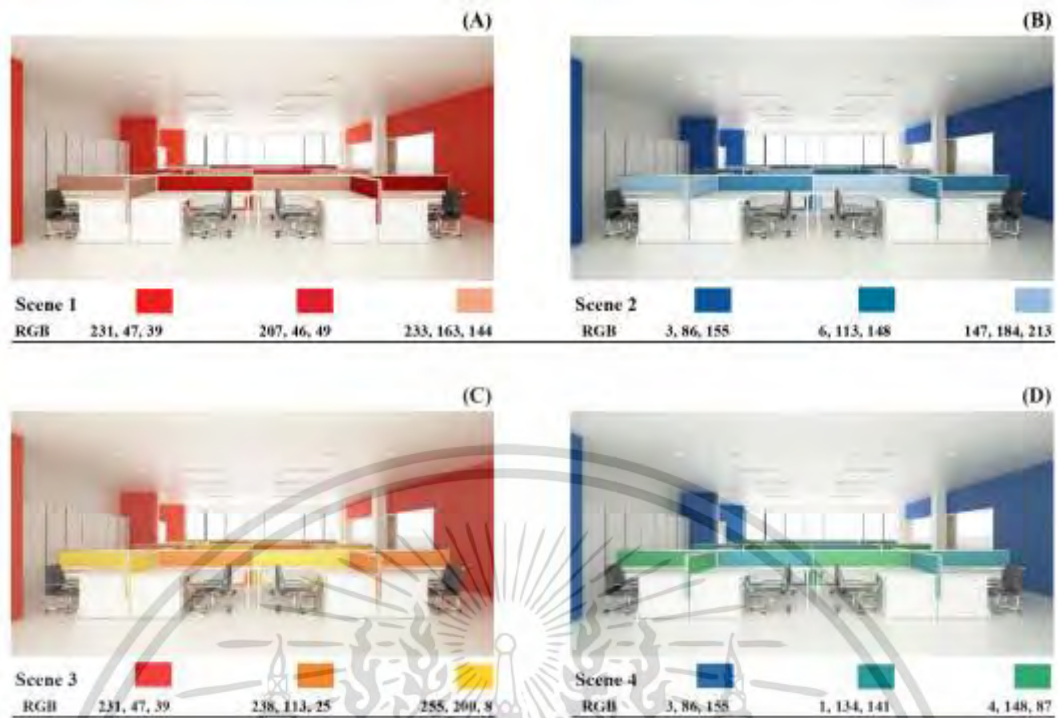 (A)
(B)
Scene 1
RGB 231, 47, 39 207, 46, 49 233, 163, 144
Scene 2
RGB 3, 86, 155 6, 113, 148 147, 184, 213
(C)
(D)
Scene 3
RGB 231, 47, 39 238, 113, 25 255, 200, 8
Scene 4
RGB 3, 86, 155 1, 134, 141 4, 148, 87